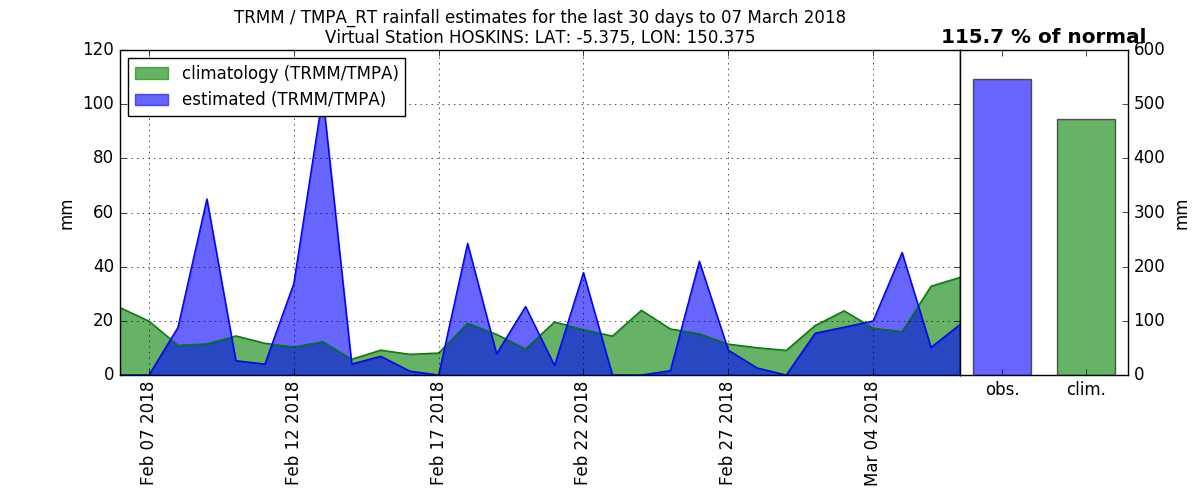 TRMM / TMPA_RT rainfall estimates for the last 30 days to 07 March 2018
Virtual Station HOSKINS: LAT: -5.375, LON: 150.375
115.7 % of normal
climatology (TRMM/TMPA)
estimated (TRMM/TMPA)
mm
120
100
80
60
40
20
0
Feb 07 2018
Feb 12 2018
Feb 17 2018
Feb 22 2018
Feb 27 2018
Mar 04 2018
obs.
clim.
600
500
400
300
200
100
0
mm